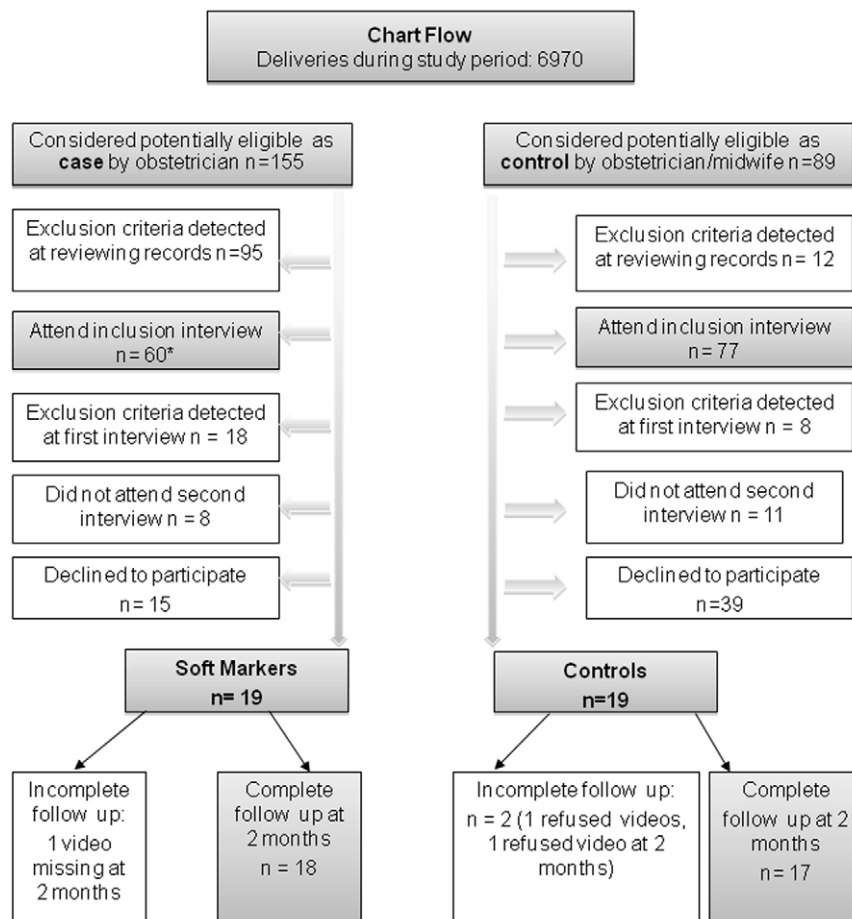 Chart Flow
Deliveries during study period: 6970
Considered potentially eligible as
case by obstetrician n=155
Exclusion criteria detected
at reviewing records n=95
Attend inclusion interview
n= 60*
Exclusion criteria detected
at first interview n = 18
Did not attend second
interview n = 8
Declined to participate
n= 15
Soft Markers
n= 19
Incomplete
follow up:
1 video
missing at
2 months
Complete
follow up at
2 months
n = 18
Considered potentially eligible as
control by obstetrician/midwife n=89
Exclusion criteria detected
at reviewing records n= 12
Attend inclusion interview
n= 77
Exclusion criteria detected
at first interview n = 8
Did not attend second
interview n = 11
Declined to participate
n=39
Controls
n=19
Incomplete follow up:
n = 2 (1 refused videos,
1 refused video at 2
months)
Complete
follow up at 2
months
n = 17